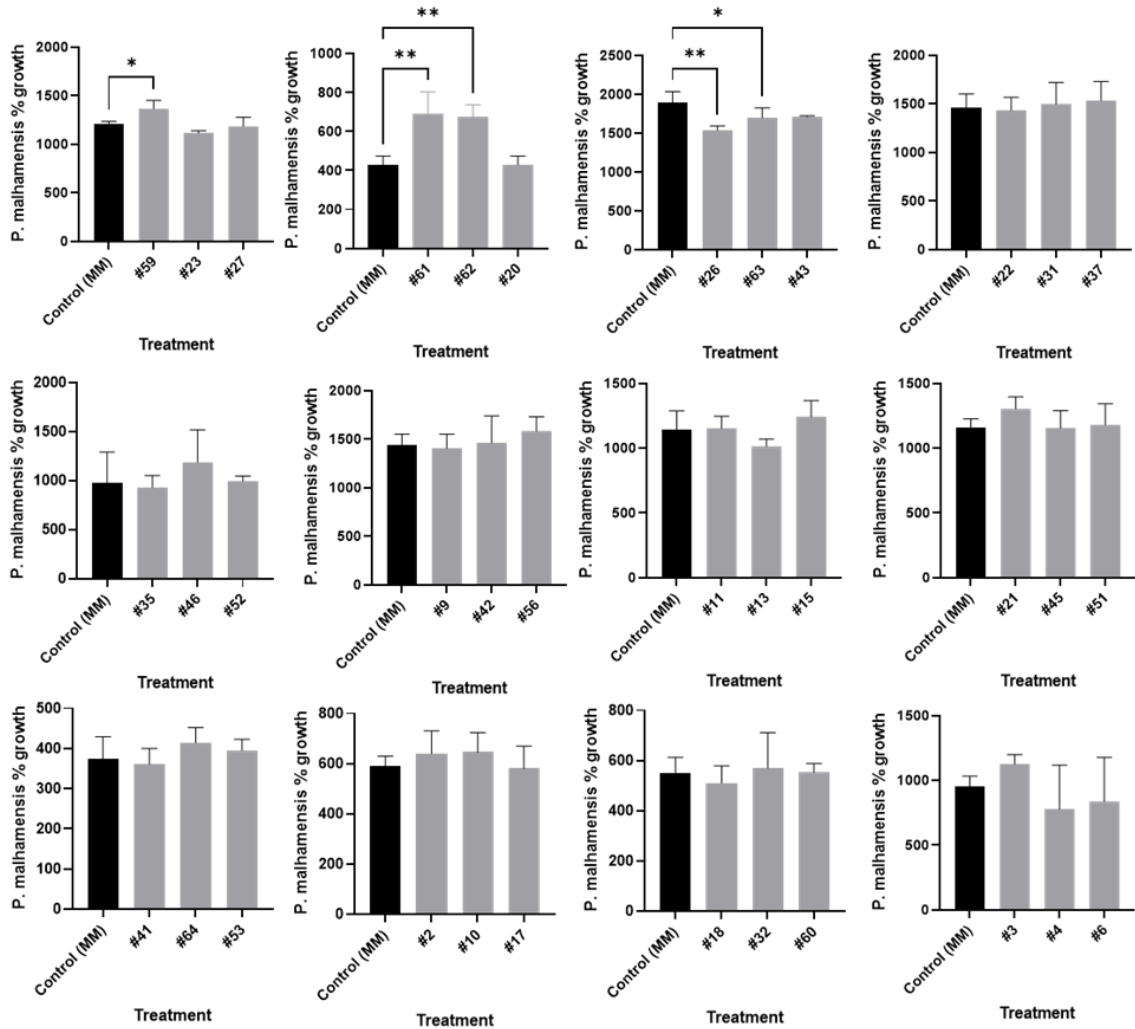 *
2000
1500
1000
500
0
P. malhamensis % growth
Control (MM)
#59
#23
#27
Treatment
**
**
1000
800
600
400
200
0
P. malhamensis % growth
Control (MM)
#61
#62
#20
Treatment
*
**
2500
2000
1500
1000
500
0
P. malhamensis % growth
Control (MM)
#26
#63
#43
Treatment
2000
1500
1000
500
0
P. malhamensis % growth
Control (MM)
#22
#31
#37
Treatment
2000
1500
1000
500
0
P. malhamensis % growth
Control (MM)
#35
#46
#52
Treatment
2000
1500
1000
500
0
P. malhamensis % growth
Control (MM)
#9
#42
#56
Treatment
1500
1000
500
0
P. malhamensis % growth
Control (MM)
#11
#13
#15
Treatment
1500
1000
500
0
P. malhamensis % growth
Control (MM)
#21
#45
#51
Treatment
500
400
300
200
100
0
P. malhamensis % growth
Control (MM)
#41
#64
#53
Treatment
800
600
400
200
0
P. malhamensis % growth
Control (MM)
#2
#10
#17
Treatment
800
600
400
200
0
P. malhamensis % growth
Control (MM)
#18
#32
#60
Treatment
1500
1000
500
0
P. malhamensis % growth
Control (MM)
#3
#4
#6
Treatment